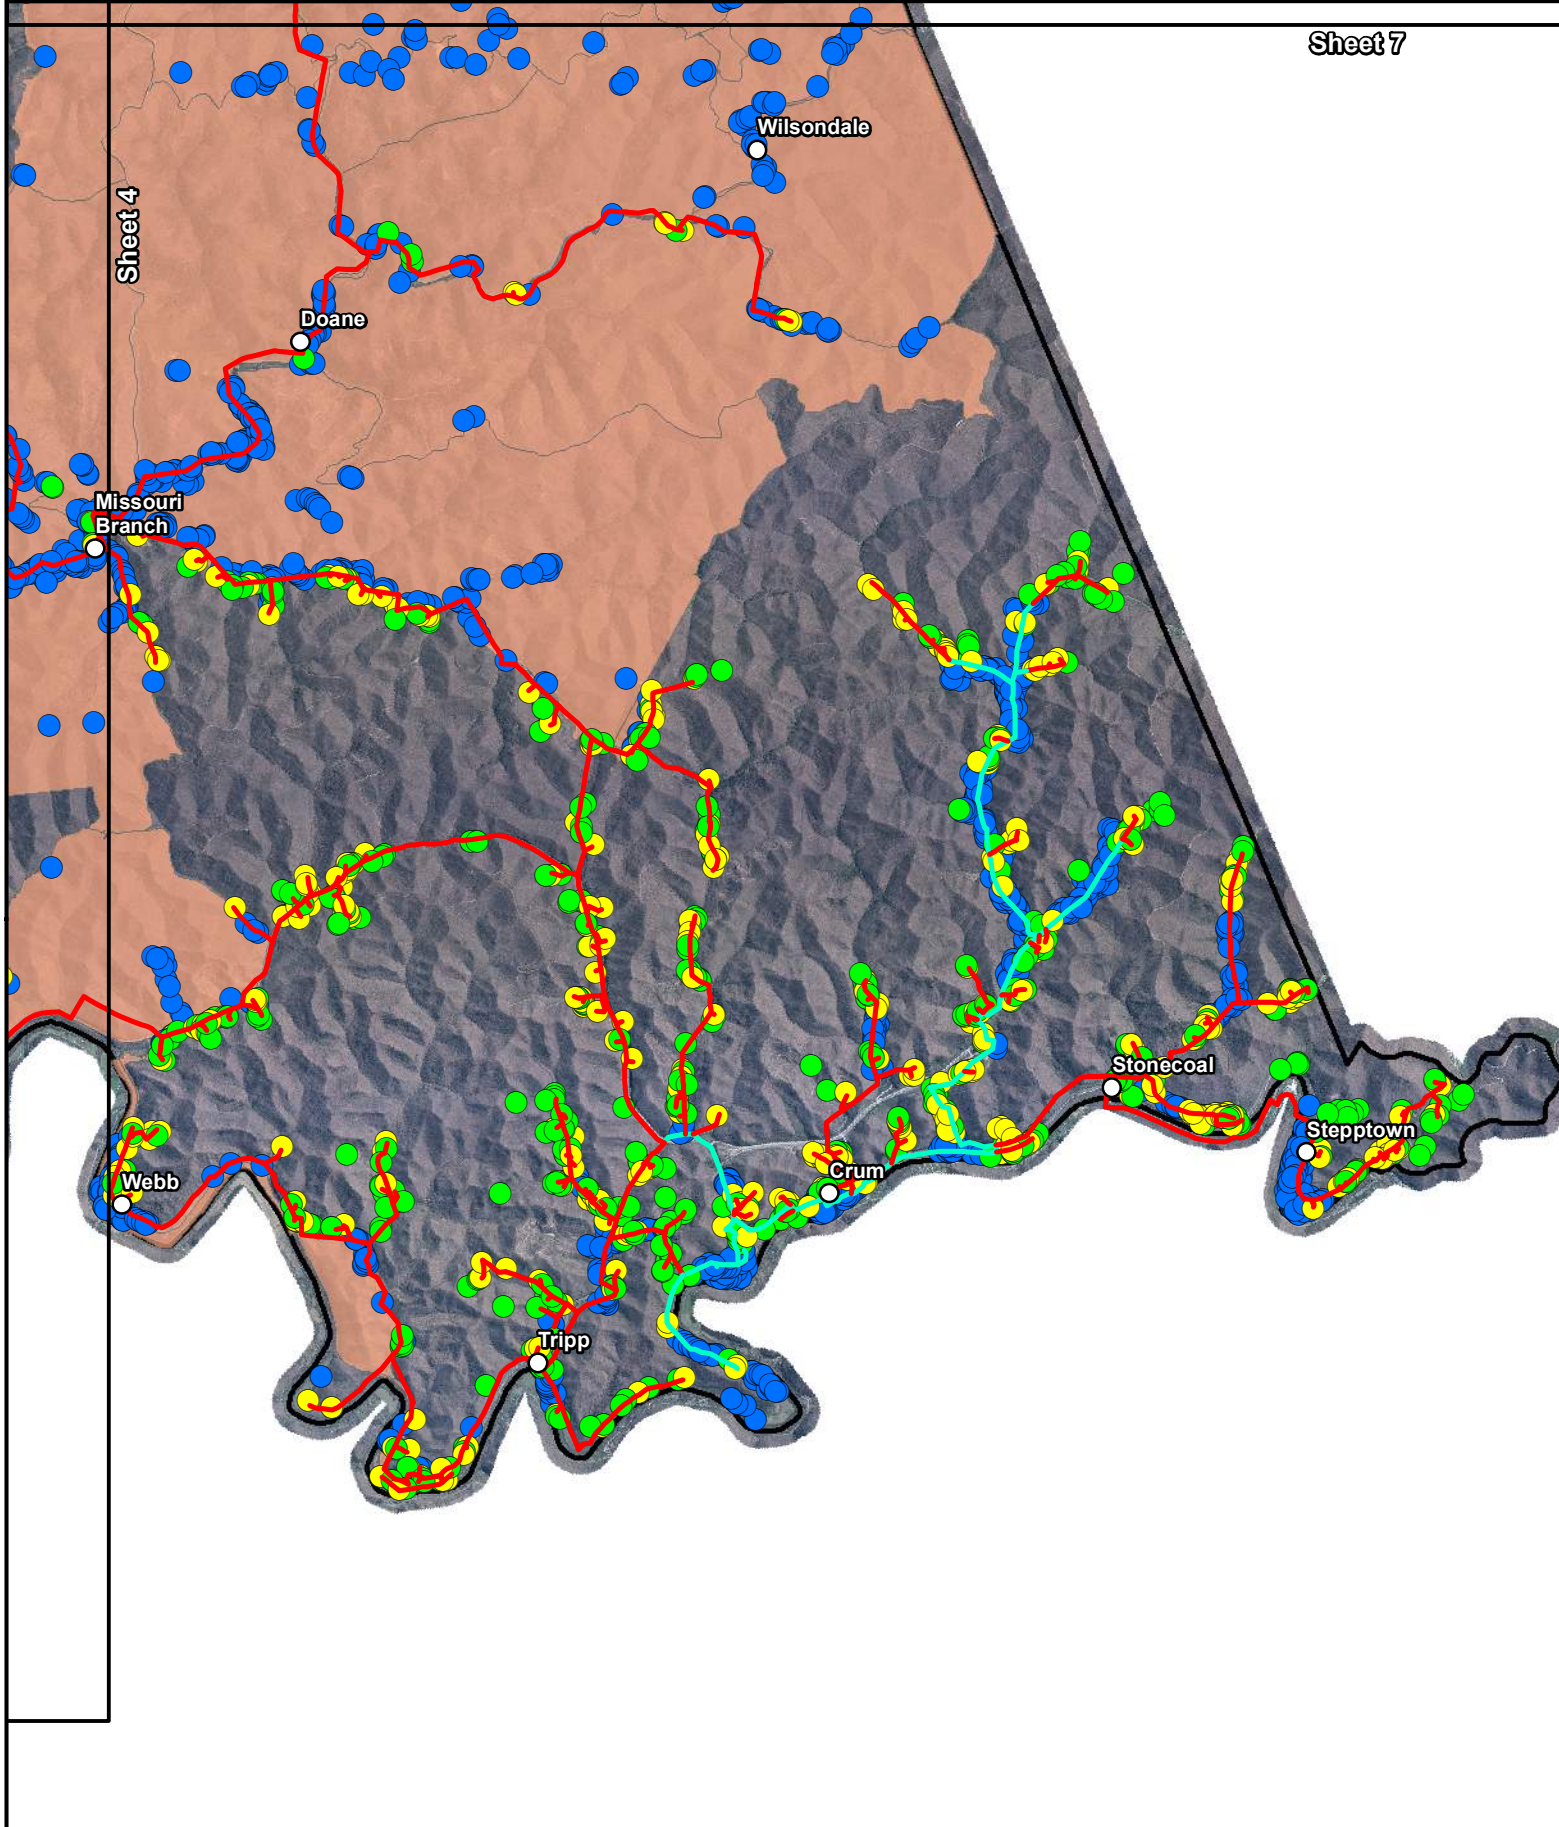 Sheet 7
Wilsondale
Sheet 4
Doane
Missouri
Branch
Stonecoal
Stepptown
Crum
Webb
Tripp